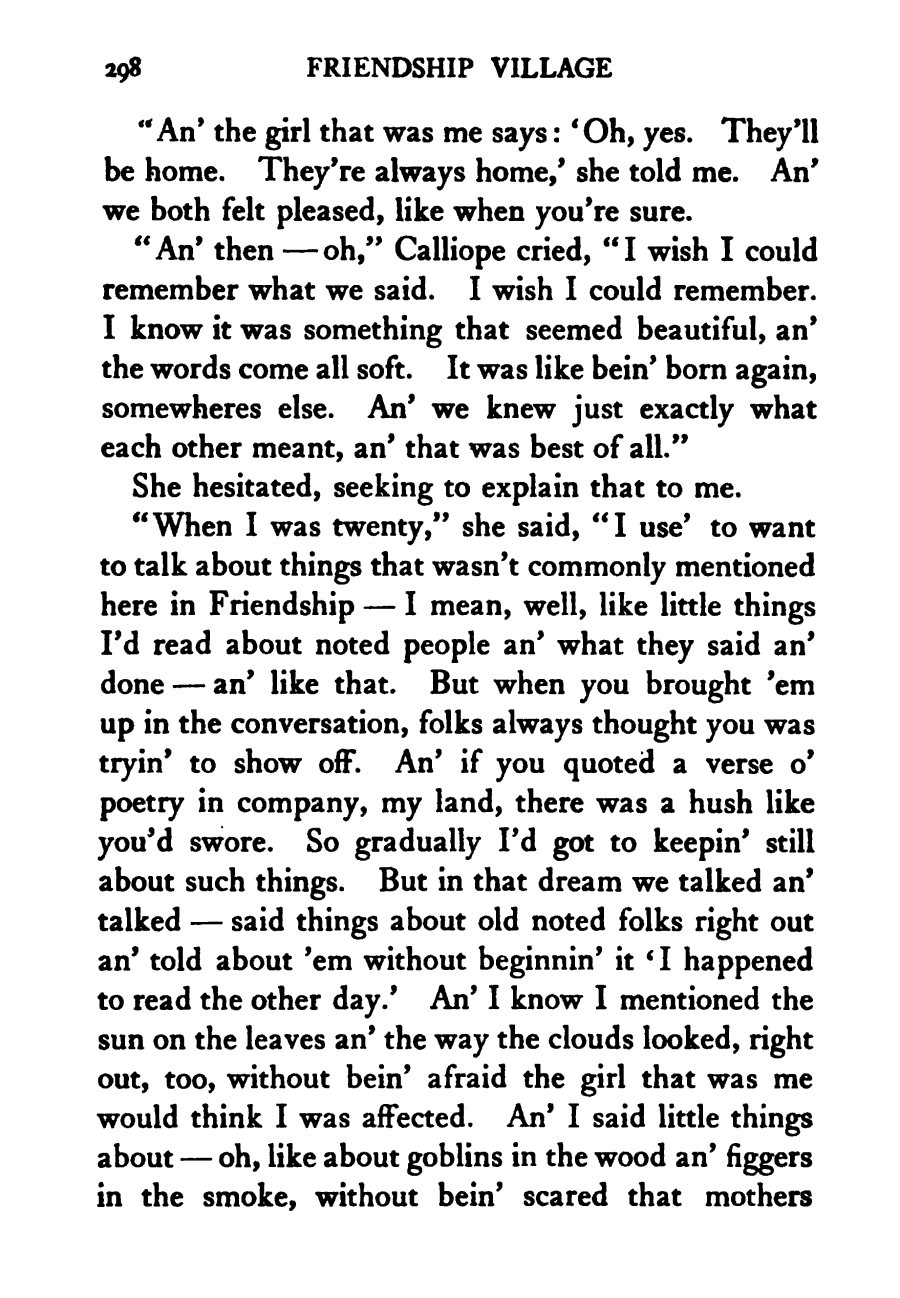 298 FRIENDSHIP VILLAGE
"An' the girl that was me says: 'Oh, yes. They'll
be home. They're always home,' she told me. An'
we both felt pleased, like when you're sure.
"An' then — oh," Calliope cried, "I wish I could
remember what we said. I wish I could remember.
I know it was something that seemed beautiful, an'
the words come all soft. It was like bein' born again,
somewheres else. An' we knew just exactly what
each other meant, an' that was best of all."
She hesitated, seeking to explain that to me.
"When I was twenty," she said, "I use' to want
to talk about things that wasn't commonly mentioned
here in Friendship — I mean, well, like little things
I'd read about noted people an' what they said an'
done — an' like that. But when you brought 'em
up in the conversation, folks always thought you was
tryin' to show off. An' if you quoted a verse o'
poetry in company, my land, there was a hush like
you'd swore. So gradually I'd got to keepin' still
about such things. But in that dream we talked an'
talked — said things about old noted folks right out
an' told about 'em without beginnin' it 'I happened
to read the other day.' An' I know I mentioned the
sun on the leaves an' the way the clouds looked, right
out, too, without bein' afraid the girl that was me
would think I was affected. An' I said little things
about — oh, like about goblins in the wood an' figgers
in the smoke, without bein' scared that mothers